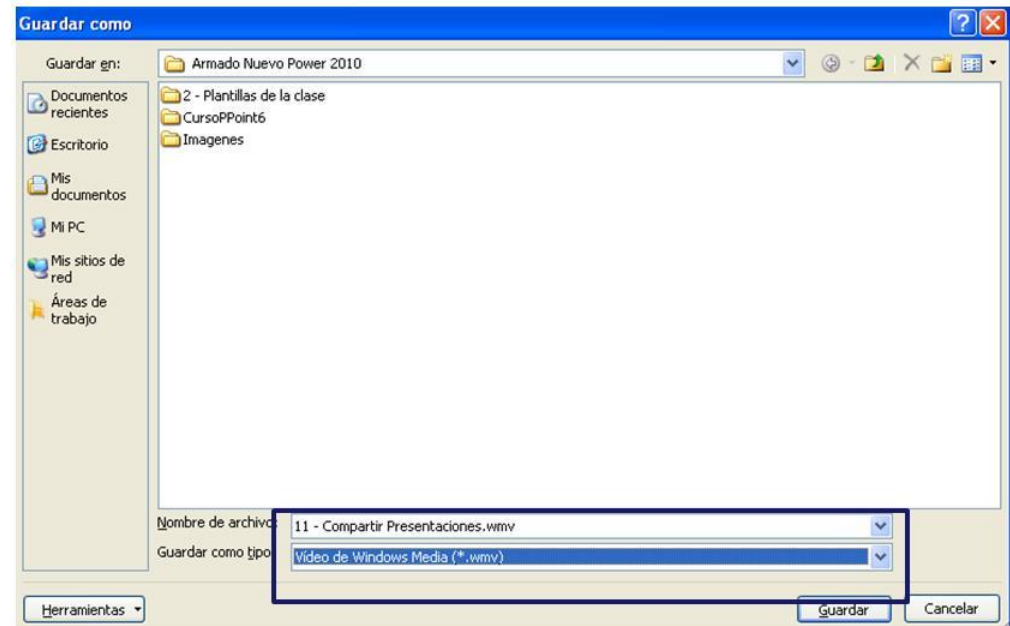 Guardar como
Guardar en:
Armado Nuevo Power 2010
Documentos
recientes
Escritorio
Mis
documentos
Mi PC
Mis sitios de
red
Áreas de
trabajo
2 - Plantillas de la clase
CursoPPoint6
Imagenes
Nombre de archivo:
11 - Compartir Presentaciones.wmv
Guardar como tipo
Vídeo de Windows Media (*.wmv)
Herramientas
Guardar
Cancelar